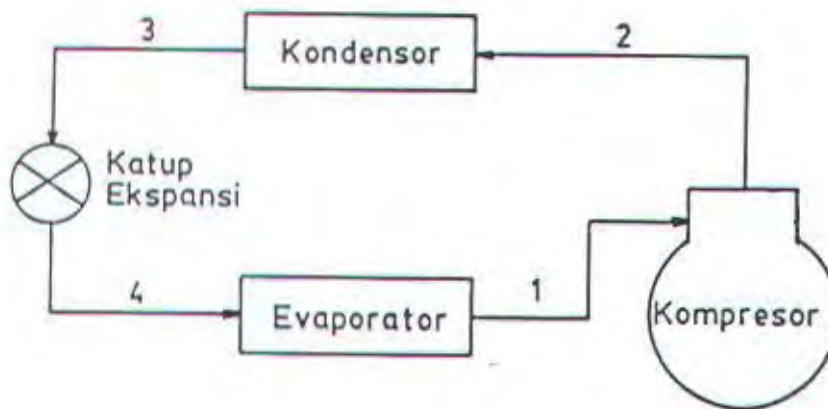 3
2
Kondensor
Katup
Ekspansi
4
1
Evaporator
Kompresor